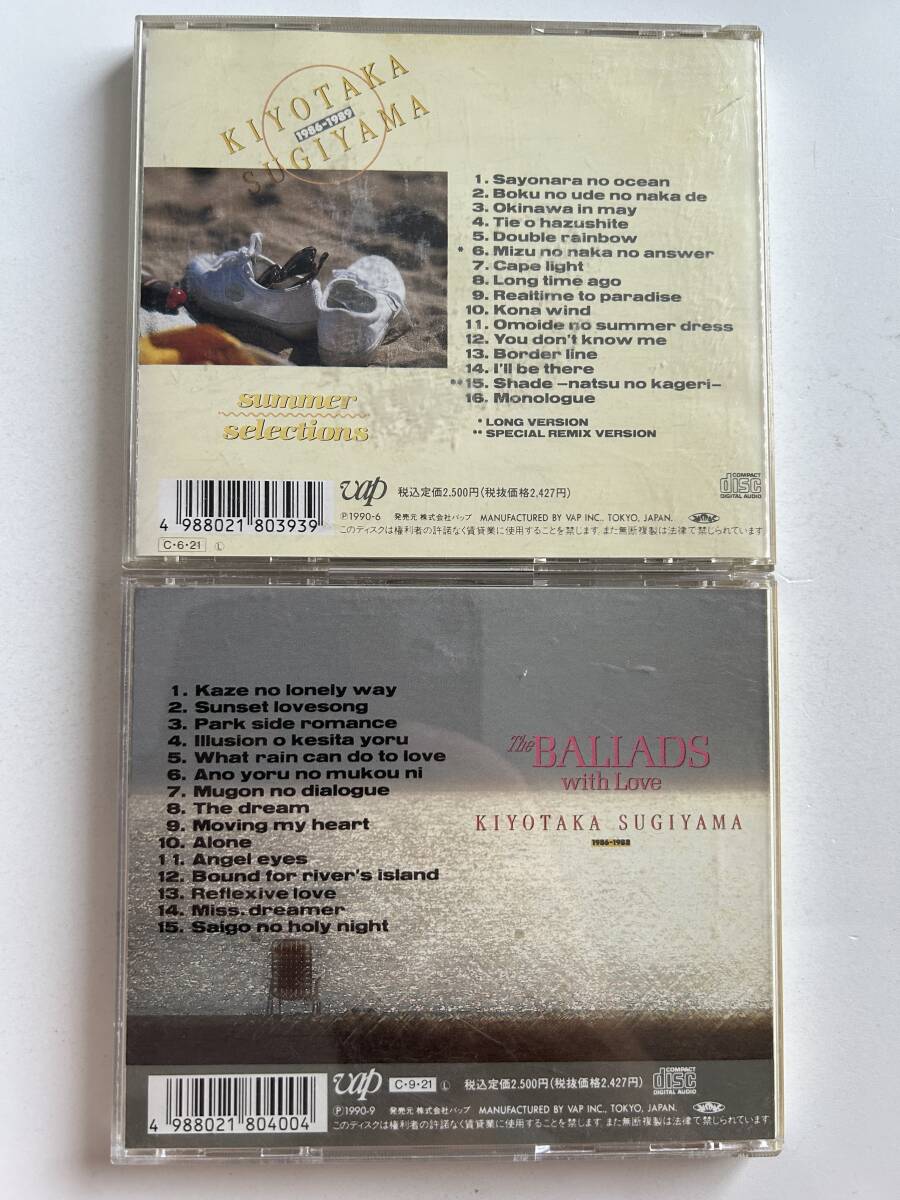 KIYOTAKA
1986-1989
SUGIYAMA
1. Sayonara no ocean
2. Boku no ude no naka de
3. Okinawa in may
4. Tie o hazushite
5. Double rainbow
* 6. Mizu no naka no answer
7. Cape light
8. Long time ago
9. Realtime to paradise
10. Kona wind
11. Omoide no summer dress
12. You don't know me
13. Border line
14. I'll be there
** 15. Shade –natsu no kageri–
16. Monologue
* LONG VERSION
** SPECIAL REMIX VERSION
summer
selections
vap 税込定価2,500円(税抜価格2,427円)
COMPACT
disc
DIGITAL AUDIO
4 988021 803939
Ⓟ1990-6 発売元 株式会社バップ MANUFACTURED BY VAP INC., TOKYO, JAPAN.
このディスクは権利者の許諾なく賃貸業に使用することを禁じます。また無断複製は法律で禁じられています
C・6・21 Ⓛ
1. Kaze no lonely way
2. Sunset lovesong
3. Park side romance
4. Illusion o kesita yoru
5. What rain can do to love
6. Ano yoru no mukou ni
7. Mugon no dialogue
8. The dream
9. Moving my heart
10. Alone
11. Angel eyes
12. Bound for river's island
13. Reflexive love
14. Miss. dreamer
15. Saigo no holy night
The BALLADS
with Love
KIYOTAKA SUGIYAMA
1986-1988
vap C・9・21 Ⓛ 税込定価2,500円(税抜価格2,427円)
COMPACT
disc
DIGITAL AUDIO
4 988021 804004
Ⓟ1990-9 発売元 株式会社バップ MANUFACTURED BY VAP INC., TOKYO, JAPAN.
このディスクは権利者の許諾なく賃貸業に使用することを禁じます。また無断複製は法律で禁じられています